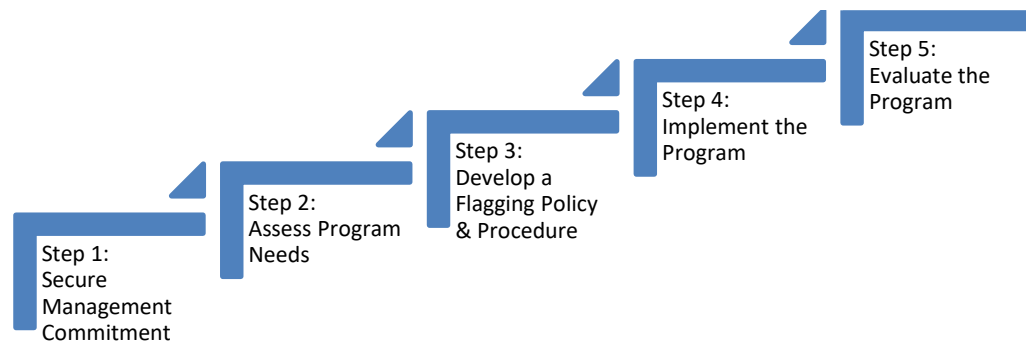 Step 1:
Secure
Management
Commitment
Step 2:
Assess Program
Needs
Step 3:
Develop a
Flagging Policy
& Procedure
Step 4:
Implement the
Program
Step 5:
Evaluate the
Program